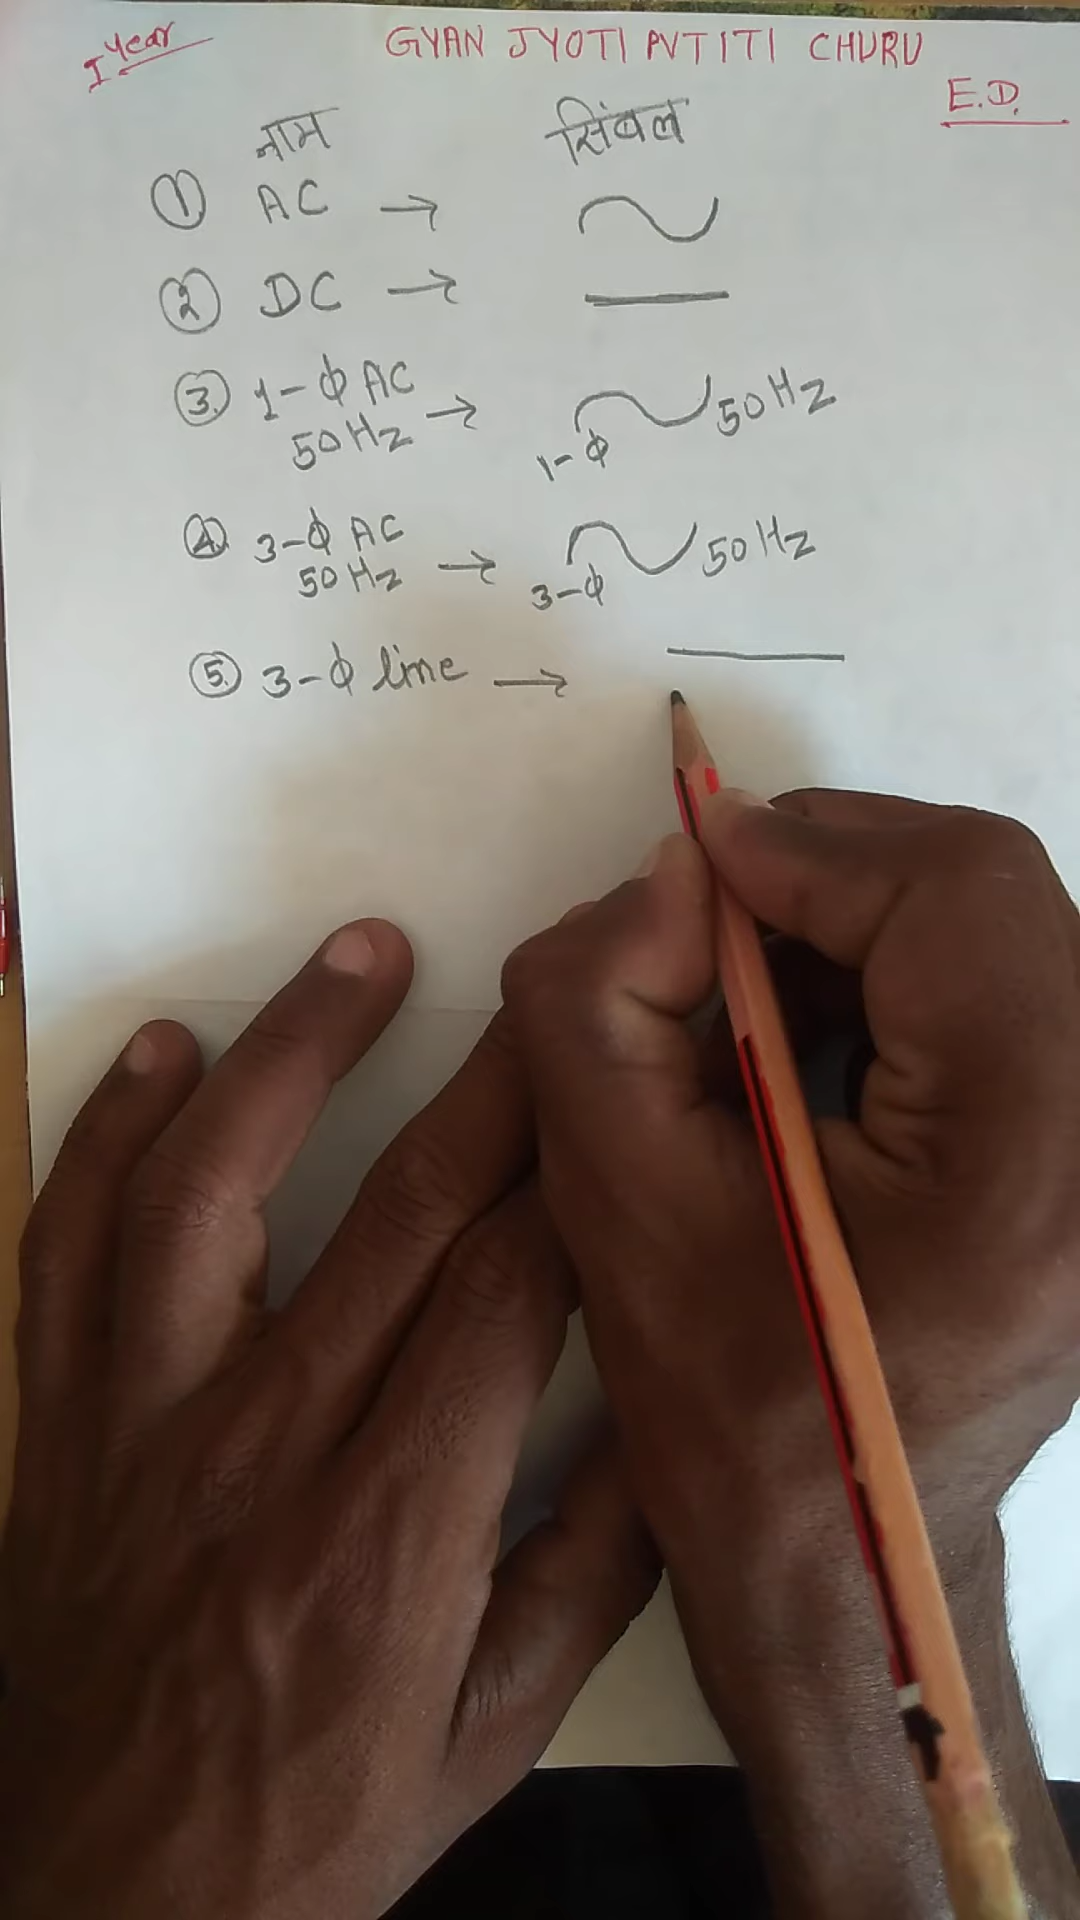 I Year
GYAN JYOTI PVT ITI CHURU
E.D.
नाम सिंबल
1. AC → ~
2. DC → —
3. 1-ϕ AC → ~ 50 Hz
50 Hz 1-ϕ
4. 3-ϕ AC → ~ 50 Hz
50 Hz 3-ϕ
5. 3-ϕ line →